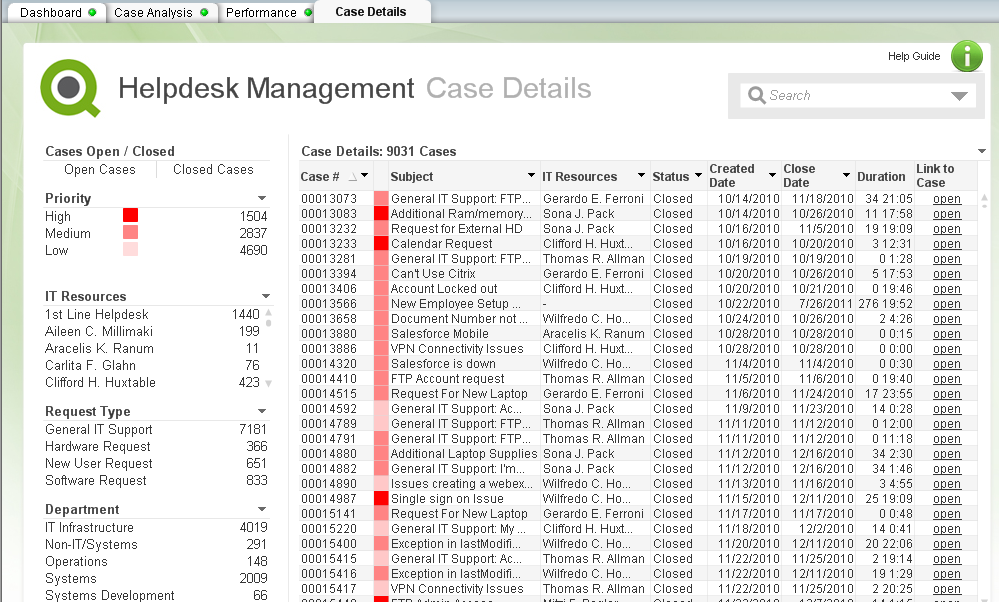 Dashboard Case Analysis Performance Case Details
Help Guide
Helpdesk Management Case Details
Search
Cases Open / Closed
Open Cases Closed Cases
Priority
High 1504
Medium 2837
Low 4690
IT Resources
1st Line Helpdesk 1440
Aileen C. Millimaki 199
Aracelis K. Ranum 11
Carlita F. Glahn 76
Clifford H. Huxtable 423
Request Type
General IT Support 7181
Hardware Request 366
New User Request 651
Software Request 833
Department
IT Infrastructure 4019
Non-IT/Systems 291
Operations 148
Systems 2009
Systems Development 66
Case Details: 9031 Cases
Case # Subject IT Resources Status Created Date Close Date Duration Link to Case
00013073 General IT Support: FTP... Gerardo E. Ferroni Closed 10/14/2010 11/18/2010 34 21:05 open
00013083 Additional Ram/memory... Sona J. Pack Closed 10/14/2010 10/26/2010 11 17:58 open
00013232 Request for External HD Sona J. Pack Closed 10/16/2010 11/5/2010 19 19:09 open
00013233 Calendar Request Clifford H. Huxt... Closed 10/16/2010 10/20/2010 3 12:31 open
00013281 General IT Support: FTP... Thomas R. Allman Closed 10/19/2010 10/19/2010 0 1:28 open
00013394 Can't Use Citrix Gerardo E. Ferroni Closed 10/20/2010 10/26/2010 5 17:53 open
00013406 Account Locked out Clifford H. Huxt... Closed 10/20/2010 10/21/2010 0 19:46 open
00013566 New Employee Setup ... - Closed 10/22/2010 7/26/2011 276 19:52 open
00013658 Document Number not ... Wilfredo C. Ho... Closed 10/24/2010 10/26/2010 2 4:26 open
00013880 Salesforce Mobile Aracelis K. Ranum Closed 10/28/2010 10/28/2010 0 0:15 open
00013886 VPN Connectivity Issues Clifford H. Huxt... Closed 10/28/2010 10/28/2010 0 0:00 open
00014320 Salesforce is down Wilfredo C. Ho... Closed 11/4/2010 11/4/2010 0 0:30 open
00014410 FTP Account request Thomas R. Allman Closed 11/5/2010 11/6/2010 0 19:40 open
00014515 Request For New Laptop Gerardo E. Ferroni Closed 11/6/2010 11/24/2010 17 23:55 open
00014592 General IT Support: Ac... Sona J. Pack Closed 11/9/2010 11/23/2010 14 0:28 open
00014789 General IT Support: FTP... Thomas R. Allman Closed 11/11/2010 11/12/2010 0 12:00 open
00014791 General IT Support: FTP... Thomas R. Allman Closed 11/11/2010 11/12/2010 0 11:18 open
00014880 Additional Laptop Supplies Sona J. Pack Closed 11/12/2010 12/16/2010 34 2:30 open
00014882 General IT Support: I'm... Sona J. Pack Closed 11/12/2010 12/16/2010 34 1:46 open
00014890 Issues creating a webex... Wilfredo C. Ho... Closed 11/13/2010 11/16/2010 3 4:55 open
00014987 Single sign on Issue Wilfredo C. Ho... Closed 11/15/2010 12/11/2010 25 19:09 open
00015141 Request For New Laptop Gerardo E. Ferroni Closed 11/17/2010 11/17/2010 0 0:48 open
00015220 General IT Support: My ... Clifford H. Huxt... Closed 11/18/2010 12/2/2010 14 0:41 open
00015400 Exception in lastModifi... Wilfredo C. Ho... Closed 11/20/2010 12/11/2010 20 22:06 open
00015415 General IT Support: Ac... Thomas R. Allman Closed 11/22/2010 11/25/2010 2 19:14 open
00015416 Exception in lastModifi... Wilfredo C. Ho... Closed 11/22/2010 12/11/2010 19 1:29 open
00015417 VPN Connectivity Issues Clifford H. Huxt... Closed 11/22/2010 11/25/2010 2 20:25 open